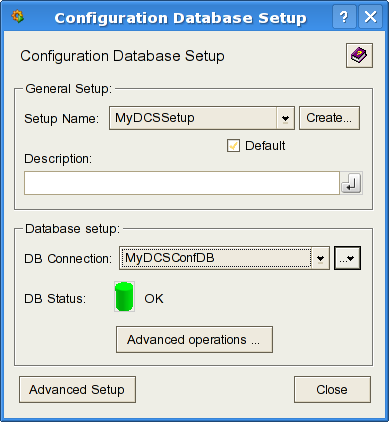 Configuration Database Setup
Configuration Database Setup
General Setup:
Setup Name: MyDCSSetup Create...
Default
Description:
Database setup:
DB Connection: MyDCSConfDB ...
DB Status: OK
Advanced operations ...
Advanced Setup Close